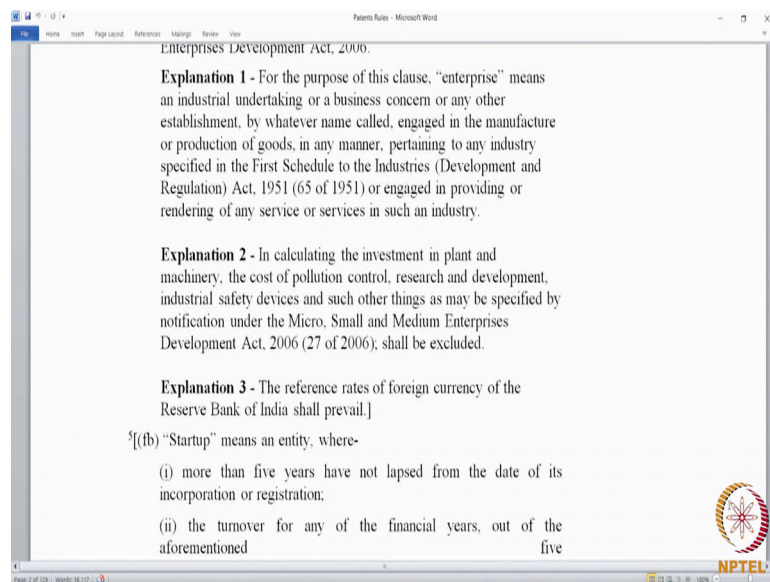 Patents Rules - Microsoft Word
File Home Insert Page Layout References Mailings Review View
Enterprises Development Act, 2006.
Explanation 1 - For the purpose of this clause, “enterprise” means
an industrial undertaking or a business concern or any other
establishment, by whatever name called, engaged in the manufacture
or production of goods, in any manner, pertaining to any industry
specified in the First Schedule to the Industries (Development and
Regulation) Act, 1951 (65 of 1951) or engaged in providing or
rendering of any service or services in such an industry.
Explanation 2 - In calculating the investment in plant and
machinery, the cost of pollution control, research and development,
industrial safety devices and such other things as may be specified by
notification under the Micro, Small and Medium Enterprises
Development Act, 2006 (27 of 2006); shall be excluded.
Explanation 3 - The reference rates of foreign currency of the
Reserve Bank of India shall prevail.]
5[(fb) “Startup” means an entity, where-
(i) more than five years have not lapsed from the date of its
incorporation or registration;
(ii) the turnover for any of the financial years, out of the
aforementioned five
NPTEL